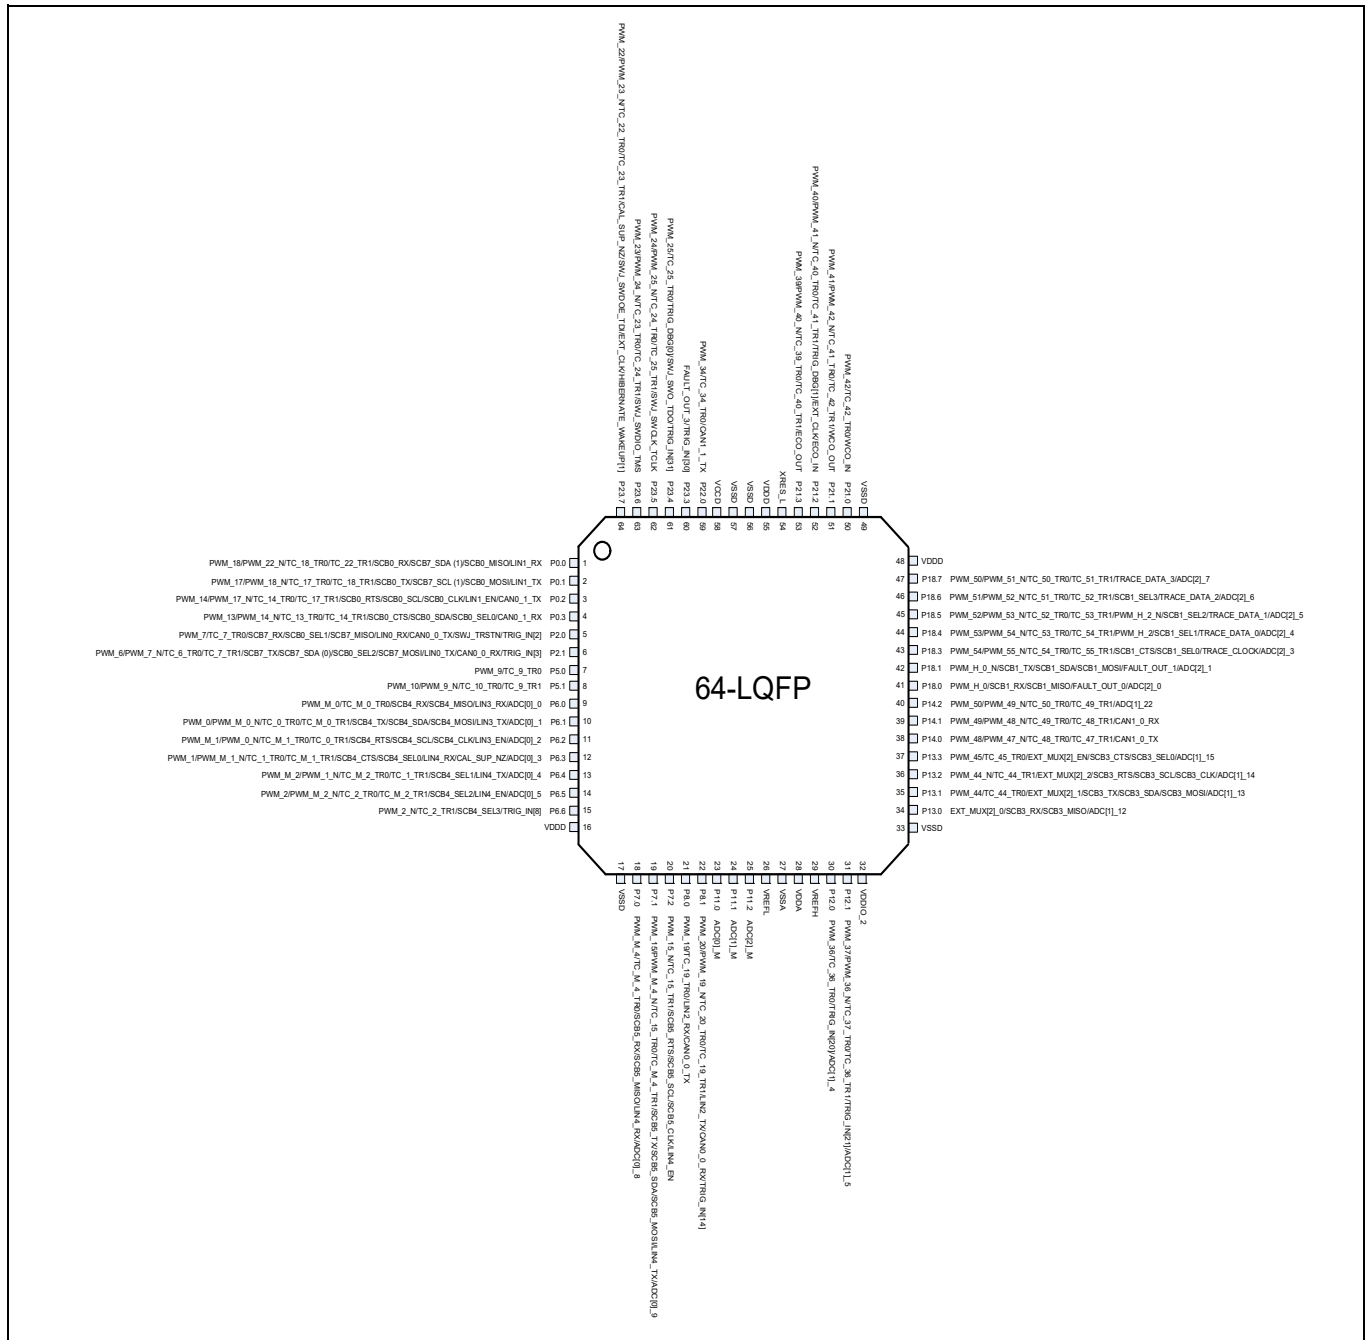 PWM_22/PWM_23_N/TC_22_TR0/TC_23_TR1/CAL_SUP_NZ/SWJ_SWDOE_TDI/EXT_CLK/HIBERNATE_WAKEUP[1] P23.7 64
PWM_23/PWM_24_N/TC_23_TR0/TC_24_TR1/SWJ_SWDIO_TMS P23.6 63
PWM_24/PWM_25_N/TC_24_TR0/TC_25_TR1/SWJ_SWCLK_TCLK P23.5 62
PWM_25/TC_25_TR0/TRIG_DBG[0]/SWJ_SWO_TDO/TRIG_IN[31] P23.4 61
FAULT_OUT_3/TRIG_IN[30] P23.3 60
PWM_34/TC_34_TR0/CAN1_1_TX P22.0 59
VCCD 58
VSSD 57
VSSD 56
VDDD 55
XRES_L 54
PWM_39/PWM_40_N/TC_39_TR0/TC_40_TR1/ECO_OUT P21.3 53
PWM_40/PWM_41_N/TC_40_TR0/TC_41_TR1/TRIG_DBG[1]/EXT_CLK/ECO_IN P21.2 52
PWM_41/PWM_42_N/TC_41_TR0/TC_42_TR1/WCO_OUT P21.1 51
PWM_42/TC_42_TR0/WCO_IN P21.0 50
VSSD 49
PWM_18/PWM_22_N/TC_18_TR0/TC_22_TR1/SCB0_RX/SCB7_SDA (1)/SCB0_MISO/LIN1_RX P0.0 1
PWM_17/PWM_18_N/TC_17_TR0/TC_18_TR1/SCB0_TX/SCB7_SCL (1)/SCB0_MOSI/LIN1_TX P0.1 2
PWM_14/PWM_17_N/TC_14_TR0/TC_17_TR1/SCB0_RTS/SCB0_SCL/SCB0_CLK/LIN1_EN/CAN0_1_TX P0.2 3
PWM_13/PWM_14_N/TC_13_TR0/TC_14_TR1/SCB0_CTS/SCB0_SDA/SCB0_SEL0/CAN0_1_RX P0.3 4
PWM_7/TC_7_TR0/SCB7_RX/SCB0_SEL1/SCB7_MISO/LIN0_RX/CAN0_0_TX/SWJ_TRSTN/TRIG_IN[2] P2.0 5
PWM_6/PWM_7_N/TC_6_TR0/TC_7_TR1/SCB7_TX/SCB7_SDA (0)/SCB0_SEL2/SCB7_MOSI/LIN0_TX/CAN0_0_RX/TRIG_IN[3] P2.1 6
PWM_9/TC_9_TR0 P5.0 7
PWM_10/PWM_9_N/TC_10_TR0/TC_9_TR1 P5.1 8
PWM_M_0/TC_M_0_TR0/SCB4_RX/SCB4_MISO/LIN3_RX/ADC[0]_0 P6.0 9
PWM_0/PWM_M_0_N/TC_0_TR0/TC_M_0_TR1/SCB4_TX/SCB4_SDA/SCB4_MOSI/LIN3_TX/ADC[0]_1 P6.1 10
PWM_M_1/PWM_0_N/TC_M_1_TR0/TC_0_TR1/SCB4_RTS/SCB4_SCL/SCB4_CLK/LIN3_EN/ADC[0]_2 P6.2 11
PWM_1/PWM_M_1_N/TC_1_TR0/TC_M_1_TR1/SCB4_CTS/SCB4_SEL0/LIN4_RX/CAL_SUP_NZ/ADC[0]_3 P6.3 12
PWM_M_2/PWM_1_N/TC_M_2_TR0/TC_1_TR1/SCB4_SEL1/LIN4_TX/ADC[0]_4 P6.4 13
PWM_2/PWM_M_2_N/TC_2_TR0/TC_M_2_TR1/SCB4_SEL2/LIN4_EN/ADC[0]_5 P6.5 14
PWM_2_N/TC_2_TR1/SCB4_SEL3/TRIG_IN[8] P6.6 15
VDDD 16
64-LQFP
48 VDDD
47 P18.7 PWM_50/PWM_51_N/TC_50_TR0/TC_51_TR1/TRACE_DATA_3/ADC[2]_7
46 P18.6 PWM_51/PWM_52_N/TC_51_TR0/TC_52_TR1/SCB1_SEL3/TRACE_DATA_2/ADC[2]_6
45 P18.5 PWM_52/PWM_53_N/TC_52_TR0/TC_53_TR1/PWM_H_2_N/SCB1_SEL2/TRACE_DATA_1/ADC[2]_5
44 P18.4 PWM_53/PWM_54_N/TC_53_TR0/TC_54_TR1/PWM_H_2/SCB1_SEL1/TRACE_DATA_0/ADC[2]_4
43 P18.3 PWM_54/PWM_55_N/TC_54_TR0/TC_55_TR1/SCB1_CTS/SCB1_SEL0/TRACE_CLOCK/ADC[2]_3
42 P18.1 PWM_H_0_N/SCB1_TX/SCB1_SDA/SCB1_MOSI/FAULT_OUT_1/ADC[2]_1
41 P18.0 PWM_H_0/SCB1_RX/SCB1_MISO/FAULT_OUT_0/ADC[2]_0
40 P14.2 PWM_50/PWM_49_N/TC_50_TR0/TC_49_TR1/ADC[1]_22
39 P14.1 PWM_49/PWM_48_N/TC_49_TR0/TC_48_TR1/CAN1_0_RX
38 P14.0 PWM_48/PWM_47_N/TC_48_TR0/TC_47_TR1/CAN1_0_TX
37 P13.3 PWM_45/TC_45_TR0/EXT_MUX[2]_EN/SCB3_CTS/SCB3_SEL0/ADC[1]_15
36 P13.2 PWM_44_N/TC_44_TR1/EXT_MUX[2]_2/SCB3_RTS/SCB3_SCL/SCB3_CLK/ADC[1]_14
35 P13.1 PWM_44/TC_44_TR0/EXT_MUX[2]_1/SCB3_TX/SCB3_SDA/SCB3_MOSI/ADC[1]_13
34 P13.0 EXT_MUX[2]_0/SCB3_RX/SCB3_MISO/ADC[1]_12
33 VSSD
17 VSSD
18 P7.0 PWM_M_4/TC_M_4_TR0/SCB5_RX/SCB5_MISO/LIN4_RX/ADC[0]_8
19 P7.1 PWM_15/PWM_M_4_N/TC_15_TR0/TC_M_4_TR1/SCB5_TX/SCB5_SDA/SCB5_MOSI/LIN4_TX/ADC[0]_9
20 P7.2 PWM_15_N/TC_15_TR1/SCB5_RTS/SCB5_SCL/SCB5_CLK/LIN4_EN
21 P8.0 PWM_19/TC_19_TR0/LIN2_RX/CAN0_0_TX
22 P8.1 PWM_20/PWM_19_N/TC_20_TR0/TC_19_TR1/LIN2_TX/CAN0_0_RX/TRIG_IN[14]
23 P11.0 ADC[0]_M
24 P11.1 ADC[1]_M
25 P11.2 ADC[2]_M
26 VREFL
27 VSSA
28 VDDA
29 VREFH
30 P12.0 PWM_36/TC_36_TR0/TRIG_IN[20]/ADC[1]_4
31 P12.1 PWM_37/PWM_36_N/TC_37_TR0/TC_36_TR1/TRIG_IN[21]/ADC[1]_5
32 VDDIO_2